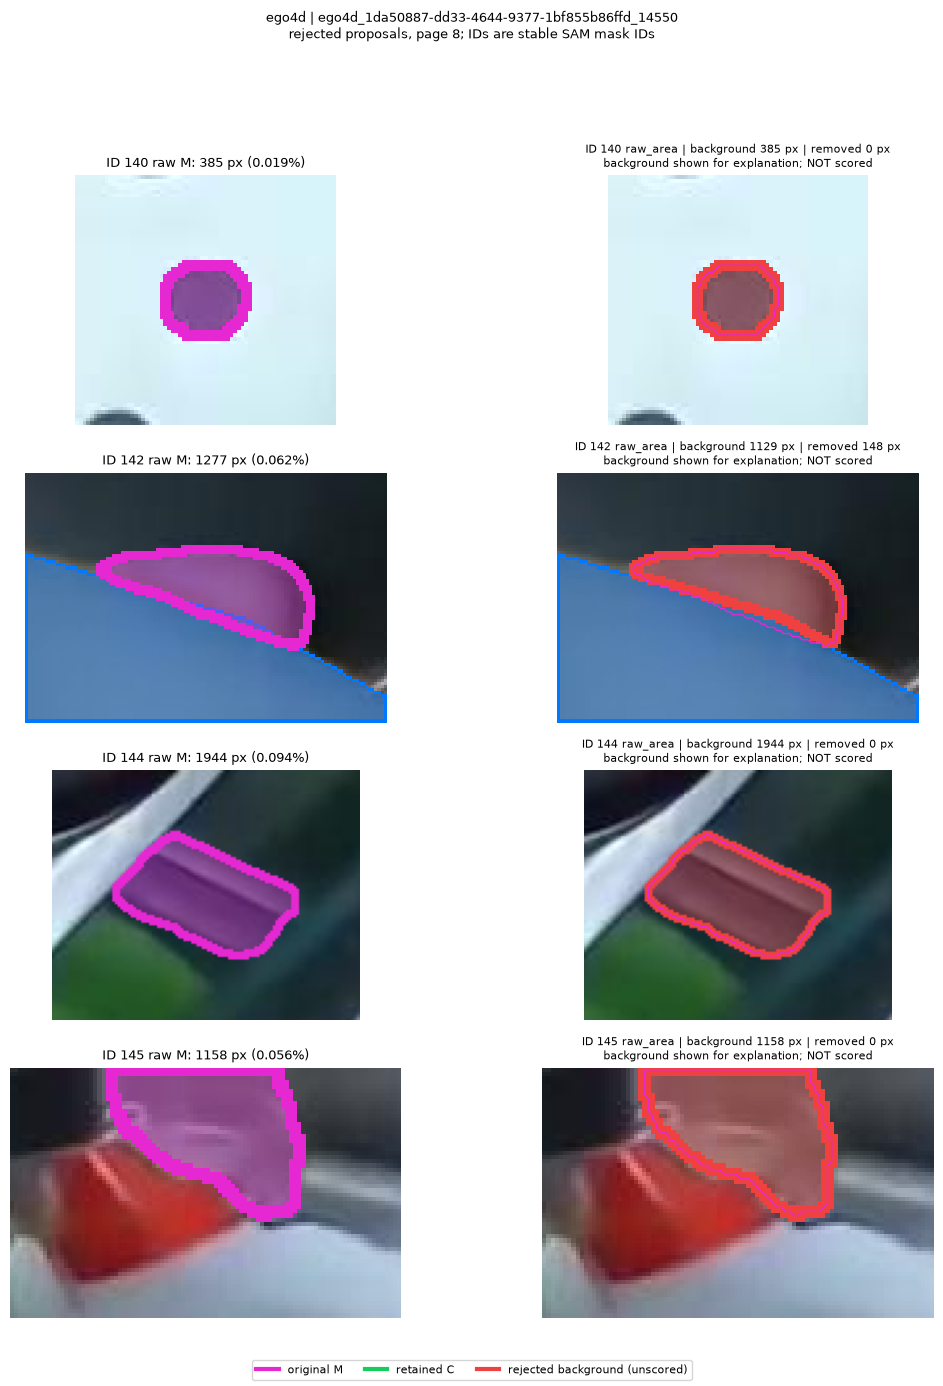 ego4d | ego4d_1da50887-dd33-4644-9377-1bf855b86ffd_14550
rejected proposals, page 8; IDs are stable SAM mask IDs
ID 140 raw M: 385 px (0.019%)
ID 140 raw_area | background 385 px | removed 0 px
background shown for explanation; NOT scored
ID 142 raw M: 1277 px (0.062%)
ID 142 raw_area | background 1129 px | removed 148 px
background shown for explanation; NOT scored
ID 144 raw M: 1944 px (0.094%)
ID 144 raw_area | background 1944 px | removed 0 px
background shown for explanation; NOT scored
ID 145 raw M: 1158 px (0.056%)
ID 145 raw_area | background 1158 px | removed 0 px
background shown for explanation; NOT scored
original M
retained C
rejected background (unscored)